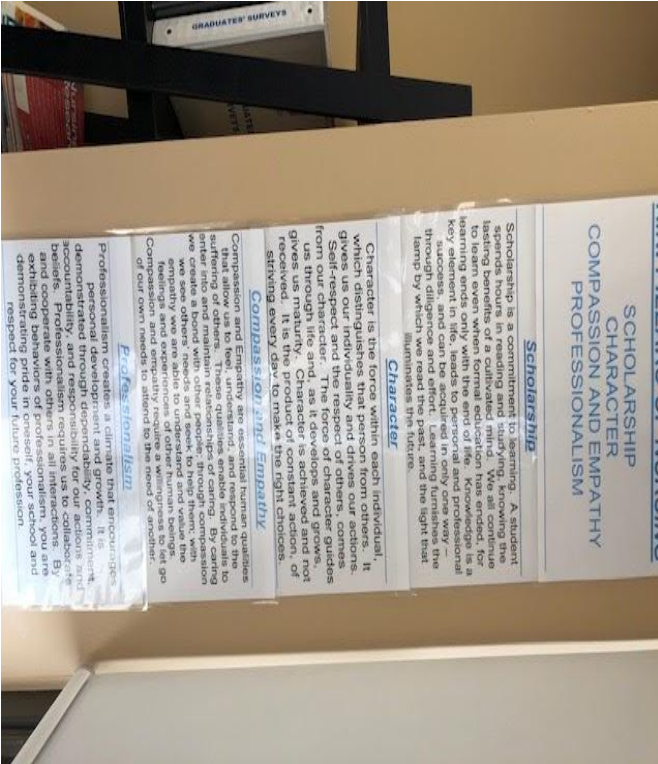 SCHOLARSHIP
CHARACTER
COMPASSION AND EMPATHY
PROFESSIONALISM
Scholarship
Scholarship is a commitment to learning. A student
spends hours in reading and studying, knowing the
lasting benefits of a cultivated mind. We all continue
to learn even when formal education has ended, for
learning ends only with the end of life. Knowledge is a
key element in life, leads to personal and professional
success, and can be acquired in only one way –
through diligence and effort. Learning furnishes the
lamp by which we read the past, and the light that
illumines the future.
Character
Character is the force within each individual,
which distinguishes that person from others. It
gives us our individuality and drives our actions.
Self-respect and the respect of others, comes
from our character. The force of character guides
us through life and, as it develops and grows,
gives us maturity. Character is achieved and not
received. It is the product of constant action, of
striving every day to make the right choices.
Compassion and Empathy
Compassion and Empathy are essential human qualities
that allow us to feel, understand, and respond to the
suffering of others. These qualities enable individuals to
enter into and maintain relationships of caring. By caring
we create a bond with other people; through compassion
we see others' needs and seek to help them; with
empathy we are able to understand and value the
feelings and experiences of other human beings.
Compassion and empathy require a willingness to let go
of our own needs to attend to the need of another.
Professionalism
Professionalism creates a climate that encourages
personal development and growth. It is
demonstrated through dependability, commitment,
accountability and responsibility for our actions and
beliefs. Professionalism requires us to collaborate
and cooperate with others in all interactions. By
exhibiting behaviors of professionalism, you are
demonstrating pride in oneself, your school and
respect for your future profession.
GRADUATES' SURVEYS
Nursing
Research